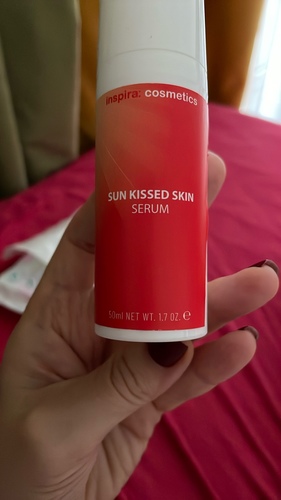 inspira: cosmetics
SUN KISSED SKIN
SERUM
50ml NET WT. 1.7 OZ. ℮